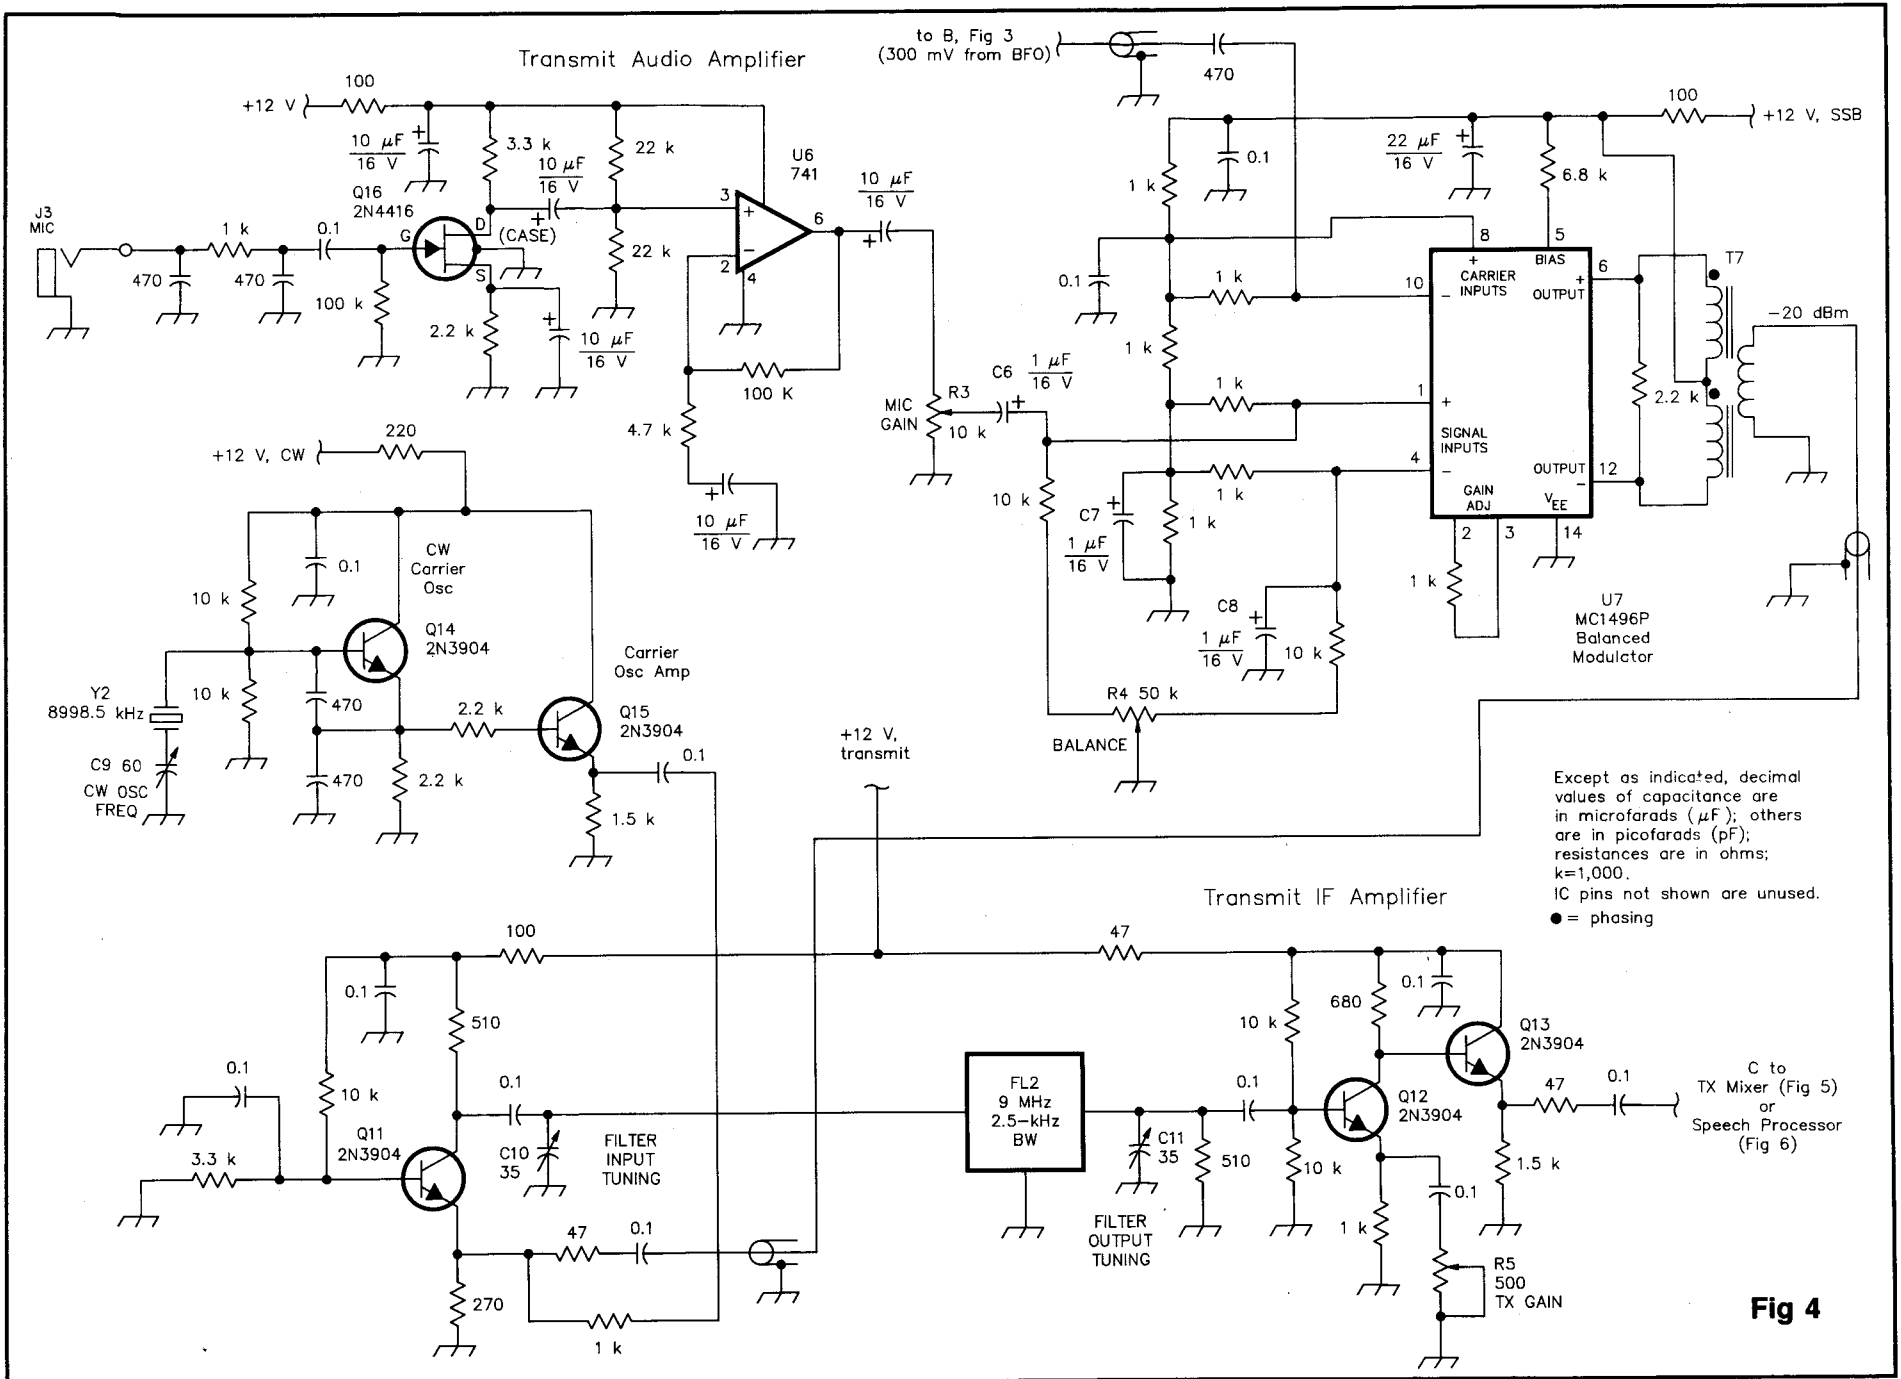 Transmit Audio Amplifier
to B, Fig 3
(300 mV from BFO)
470
100
+12 V
10 µF
16 V
3.3 k
10 µF
16 V
22 k
U6
741
10 µF
16 V
Q16
2N4416
J3
MIC
1 k
0.1
G
D
(CASE)
S
470
470
100 k
2.2 k
10 µF
16 V
22 k
3
+
−
2
4
6
100 K
4.7 k
10 µF
16 V
MIC
GAIN
R3
10 k
C6
1 µF
16 V
100
+12 V, SSB
22 µF
16 V
6.8 k
0.1
1 k
0.1
1 k
1 k
1 k
1 k
1 k
10 k
C7
1 µF
16 V
C8
1 µF
16 V
10 k
R4 50 k
BALANCE
8
5
+
BIAS
CARRIER
INPUTS
10
−
6
+
OUTPUT
1
+
SIGNAL
INPUTS
4
−
OUTPUT
12
−
GAIN
ADJ
VEE
2
3
14
1 k
T7
2.2 k
−20 dBm
U7
MC1496P
Balanced
Modulator
+12 V, CW
220
0.1
CW
Carrier
Osc
10 k
Q14
2N3904
Carrier
Osc Amp
Y2
8998.5 kHz
10 k
470
2.2 k
Q15
2N3904
0.1
C9 60
CW OSC
FREQ
470
2.2 k
1.5 k
+12 V,
transmit
Except as indicated, decimal
values of capacitance are
in microfarads (µF); others
are in picofarads (pF);
resistances are in ohms;
k=1,000.
IC pins not shown are unused.
● = phasing
Transmit IF Amplifier
100
47
0.1
510
10 k
680
0.1
Q13
2N3904
0.1
10 k
0.1
FL2
9 MHz
2.5-kHz
BW
0.1
Q12
2N3904
47
0.1
C to
TX Mixer (Fig 5)
or
Speech Processor
(Fig 6)
Q11
2N3904
3.3 k
C10
35
FILTER
INPUT
TUNING
C11
35
510
10 k
1.5 k
0.1
1 k
FILTER
OUTPUT
TUNING
47
0.1
270
1 k
R5
500
TX GAIN
Fig 4